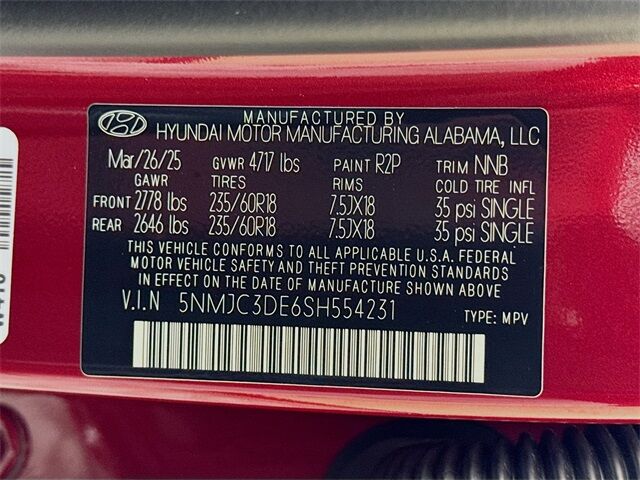 MANUFACTURED BY
HYUNDAI MOTOR MANUFACTURING ALABAMA, LLC
Mar/26/25 GVWR 4717 lbs PAINT R2P TRIM NNB
GAWR TIRES RIMS COLD TIRE INFL
FRONT 2778 lbs 235/60R18 7.5JX18 35 psi SINGLE
REAR 2646 lbs 235/60R18 7.5JX18 35 psi SINGLE
THIS VEHICLE CONFORMS TO ALL APPLICABLE U.S.A. FEDERAL
MOTOR VEHICLE SAFETY AND THEFT PREVENTION STANDARDS
IN EFFECT ON THE DATE OF MANUFACTURE SHOWN ABOVE.
V.I.N 5NMJC3DE6SH554231 TYPE: MPV